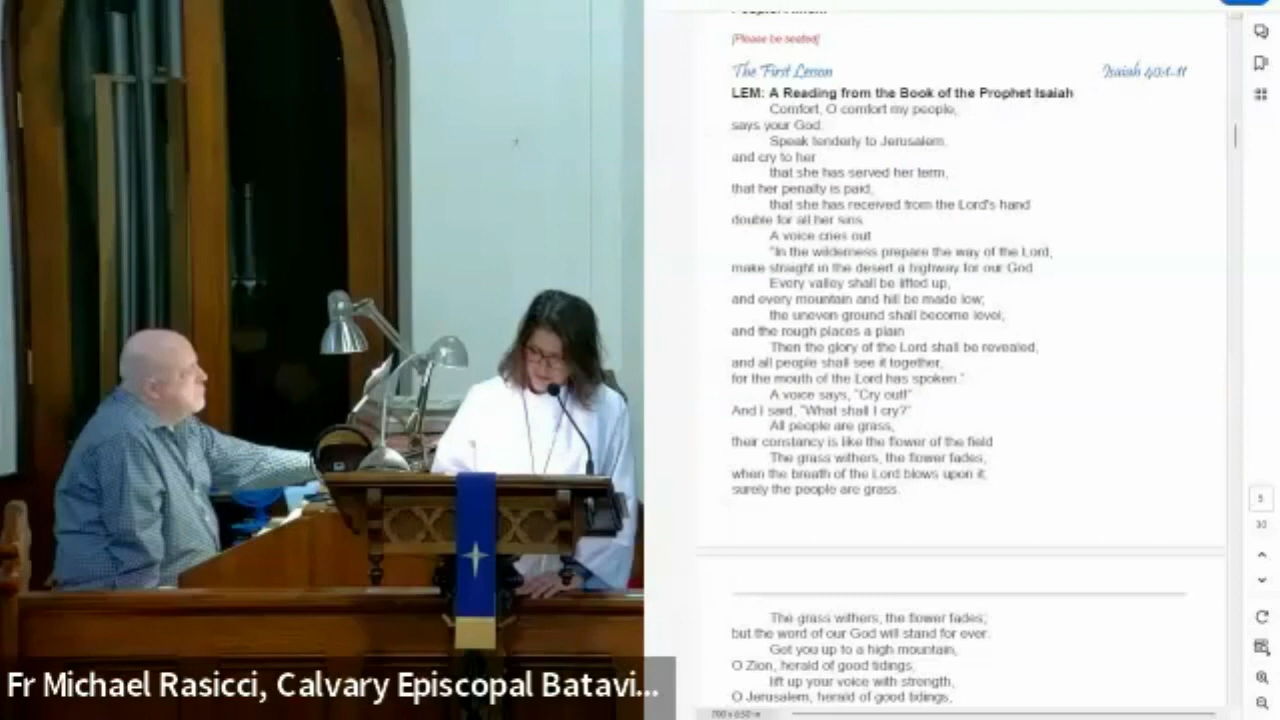 [Please be seated]
The First Lesson Isaiah 40:1-11
LEM: A Reading from the Book of the Prophet Isaiah
Comfort, O comfort my people,
says your God.
Speak tenderly to Jerusalem,
and cry to her
that she has served her term,
that her penalty is paid,
that she has received from the Lord's hand
double for all her sins.
A voice cries out
"In the wilderness prepare the way of the Lord,
make straight in the desert a highway for our God
Every valley shall be lifted up,
and every mountain and hill be made low;
the uneven ground shall become level,
and the rough places a plain
Then the glory of the Lord shall be revealed,
and all people shall see it together,
for the mouth of the Lord has spoken."
A voice says, "Cry out!"
And I said, "What shall I cry?"
All people are grass,
their constancy is like the flower of the field
The grass withers, the flower fades,
when the breath of the Lord blows upon it;
surely the people are grass.
The grass withers, the flower fades;
but the word of our God will stand for ever.
Get you up to a high mountain,
O Zion, herald of good tidings;
lift up your voice with strength,
O Jerusalem, herald of good tidings,
5
30
Fr Michael Rasicci, Calvary Episcopal Batavi...